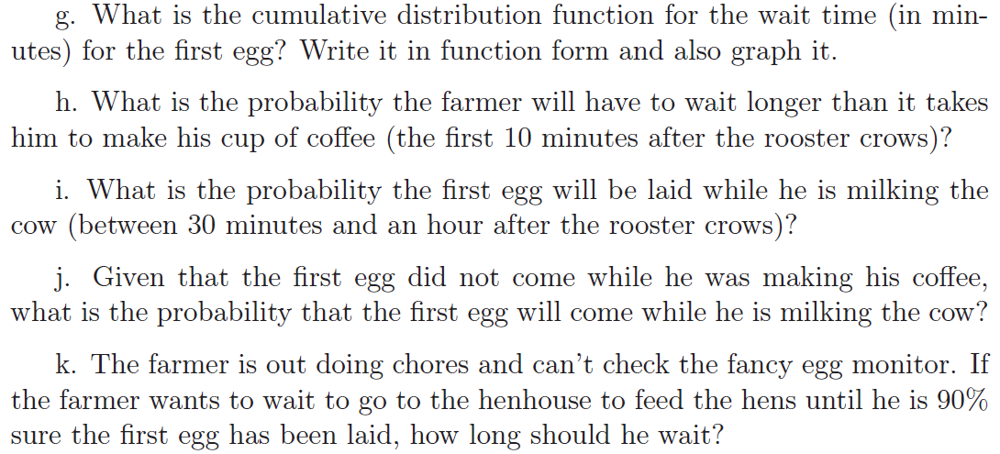 g. What is the cumulative distribution function for the wait time (in min-
utes) for the first egg? Write it in function form and also graph it.
h. What is the probability the farmer will have to wait longer than it takes
him to make his cup of coffee (the first 10 minutes after the rooster crows)?
i. What is the probability the first egg will be laid while he is milking the
cow (between 30 minutes and an hour after the rooster crows)?
j. Given that the first egg did not come while he was making his coffee,
what is the probability that the first egg will come while he is milking the cow?
k. The farmer is out doing chores and can't check the fancy egg monitor. If
the farmer wants to wait to go to the henhouse to feed the hens until he is 90%
sure the first egg has been laid, how long should he wait?